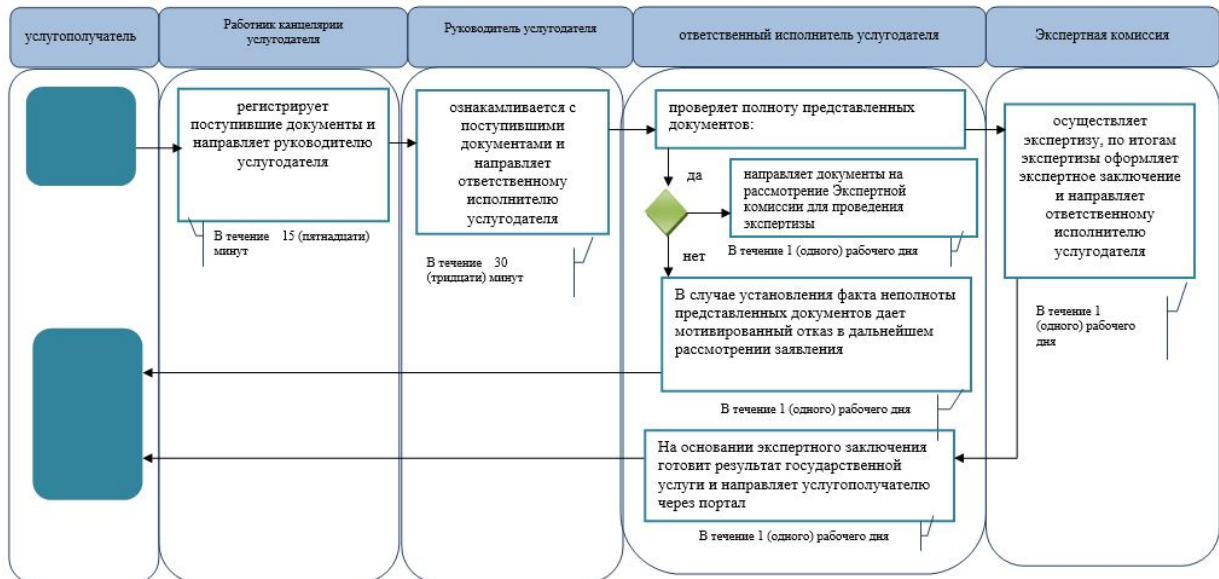 услугополучатель
Работник канцелярии
услугодателя
Руководитель услугодателя
ответственный исполнитель услугодателя
Экспертная комиссия
регистрирует
поступившие документы и
направляет руководителю
услугодателя
В течение 15 (пятнадцати)
минут
ознакамливается с
поступившими
документами и
направляет
ответственному
исполнителю
услугодателя
В течение 30
(тридцати) минут
проверяет полноту представленных
документов:
да
направляет документы на
рассмотрение Экспертной
комиссии для проведения
экспертизы
В течение 1 (одного) рабочего дня
нет
В случае установления факта неполноты
представленных документов дает
мотивированный отказ в дальнейшем
рассмотрении заявления
В течение 1 (одного) рабочего дня
На основании экспертного заключения
готовит результат государственной
услуги и направляет услугополучателю
через портал
В течение 1 (одного) рабочего дня
осуществляет
экспертизу, по итогам
экспертизы оформляет
экспертное заключение
и направляет
ответственному
исполнителю
услугодателя
В течение 1
(одного) рабочего
дня